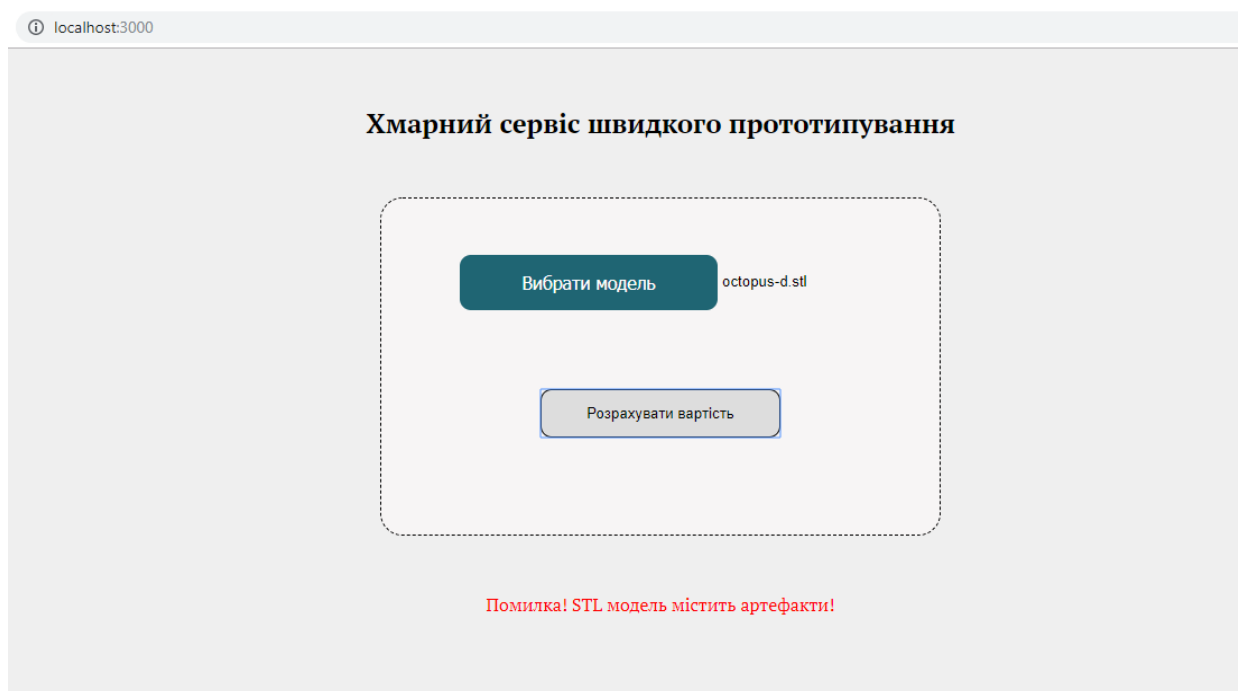 localhost:3000
Хмарний сервіс швидкого прототипування
Вибрати модель octopus-d.stl
Розрахувати вартість
Помилка! STL модель містить артефакти!